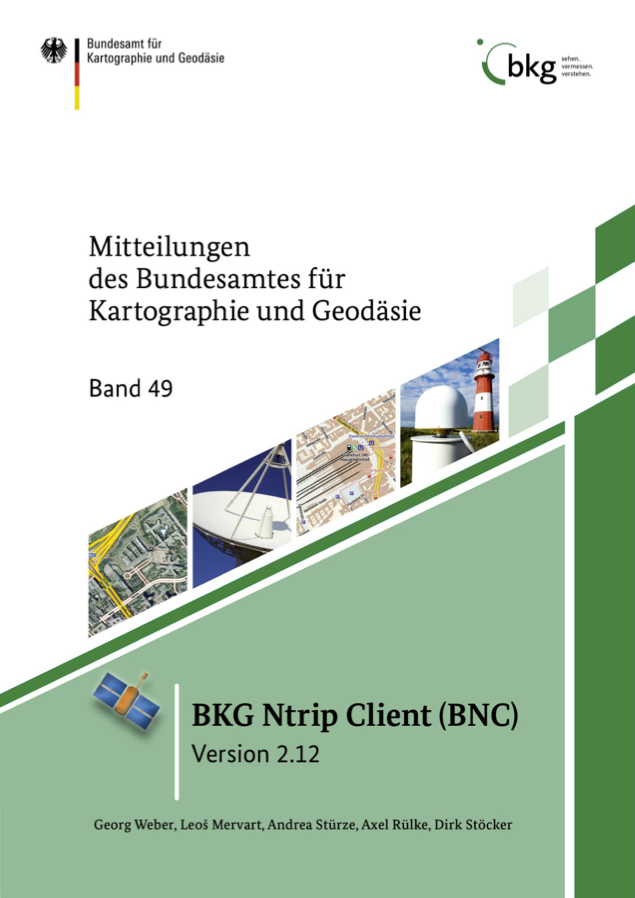 Bundesamt für
Kartographie und Geodäsie
bkg
sehen.
vermessen.
verstehen.
Mitteilungen
des Bundesamtes für
Kartographie und Geodäsie
Band 49
BKG Ntrip Client (BNC)
Version 2.12
Georg Weber, Leoš Mervart, Andrea Stürze, Axel Rülke, Dirk Stöcker